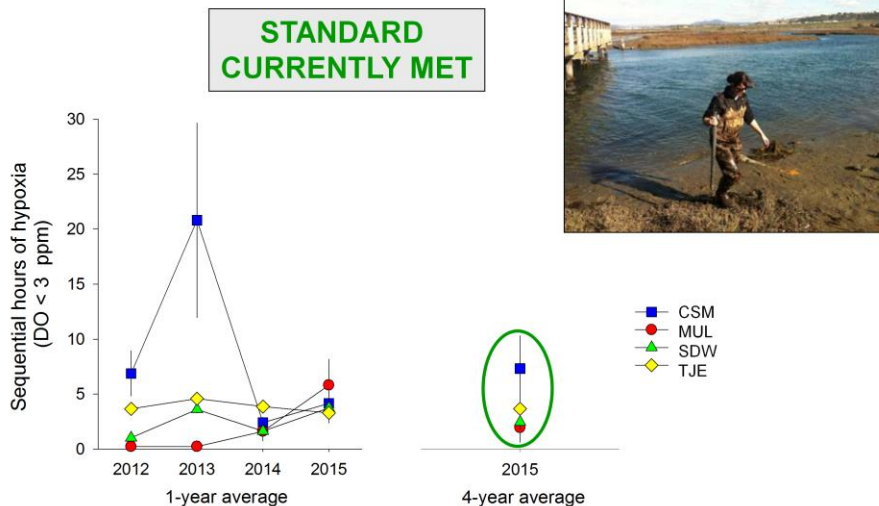 STANDARD
CURRENTLY MET
Sequential hours of hypoxia
(DO < 3 ppm)
30
25
20
15
10
5
0
2012 2013 2014 2015
1-year average
2015
4-year average
CSM
MUL
SDW
TJE